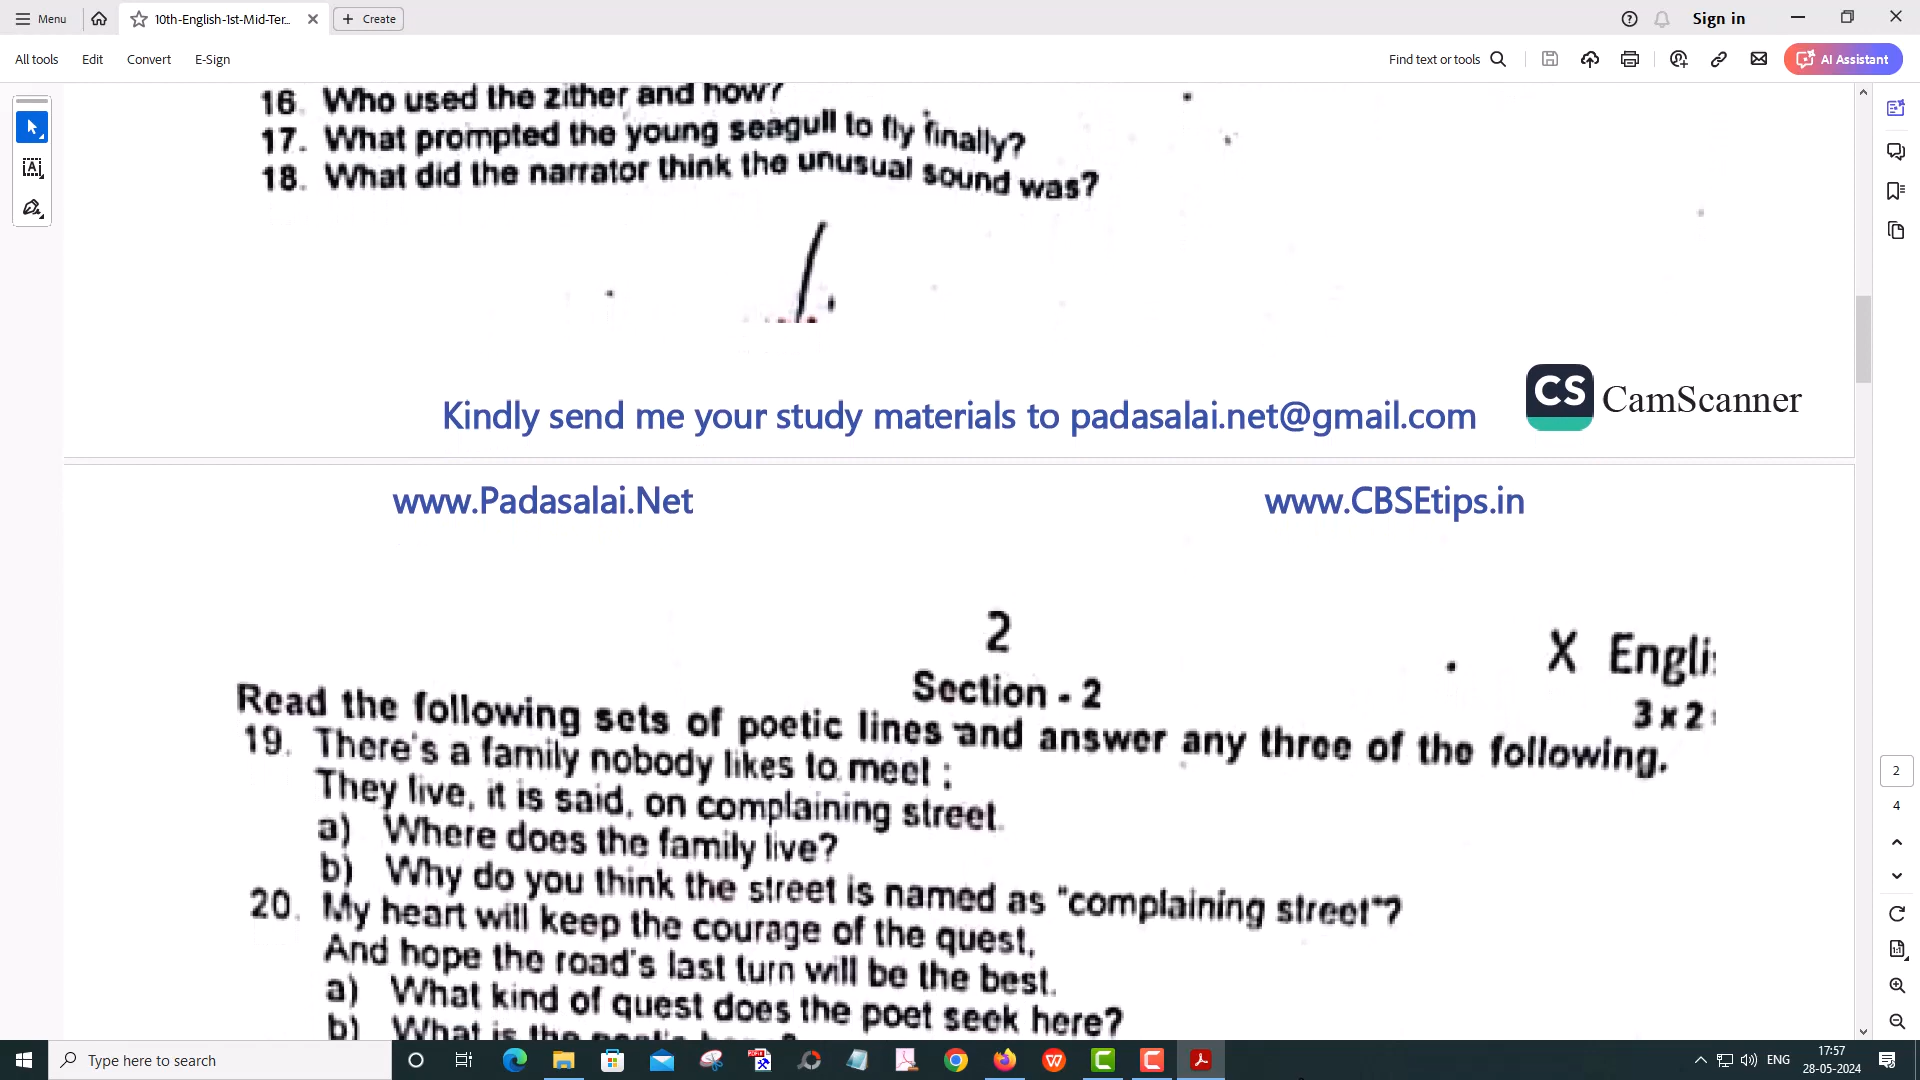 Menu
10th-English-1st-Mid-Ter...
Create
Sign in
All tools
Edit
Convert
E-Sign
Find text or tools
AI Assistant
16. Who used the zither and how?
17. What prompted the young seagull to fly finally?
18. What did the narrator think the unusual sound was?
Kindly send me your study materials to padasalai.net@gmail.com
CS CamScanner
www.Padasalai.Net
www.CBSEtips.in
2
X Engli
Section - 2
3 x 2
Read the following sets of poetic lines and answer any three of the following.
19. There's a family nobody likes to meet ;
They live, it is said, on complaining street.
a) Where does the family live?
b) Why do you think the street is named as "complaining street"?
20. My heart will keep the courage of the quest,
And hope the road's last turn will be the best.
a) What kind of quest does the poet seek here?
b) What is the
2
4
Type here to search
ENG
17:57
28-05-2024